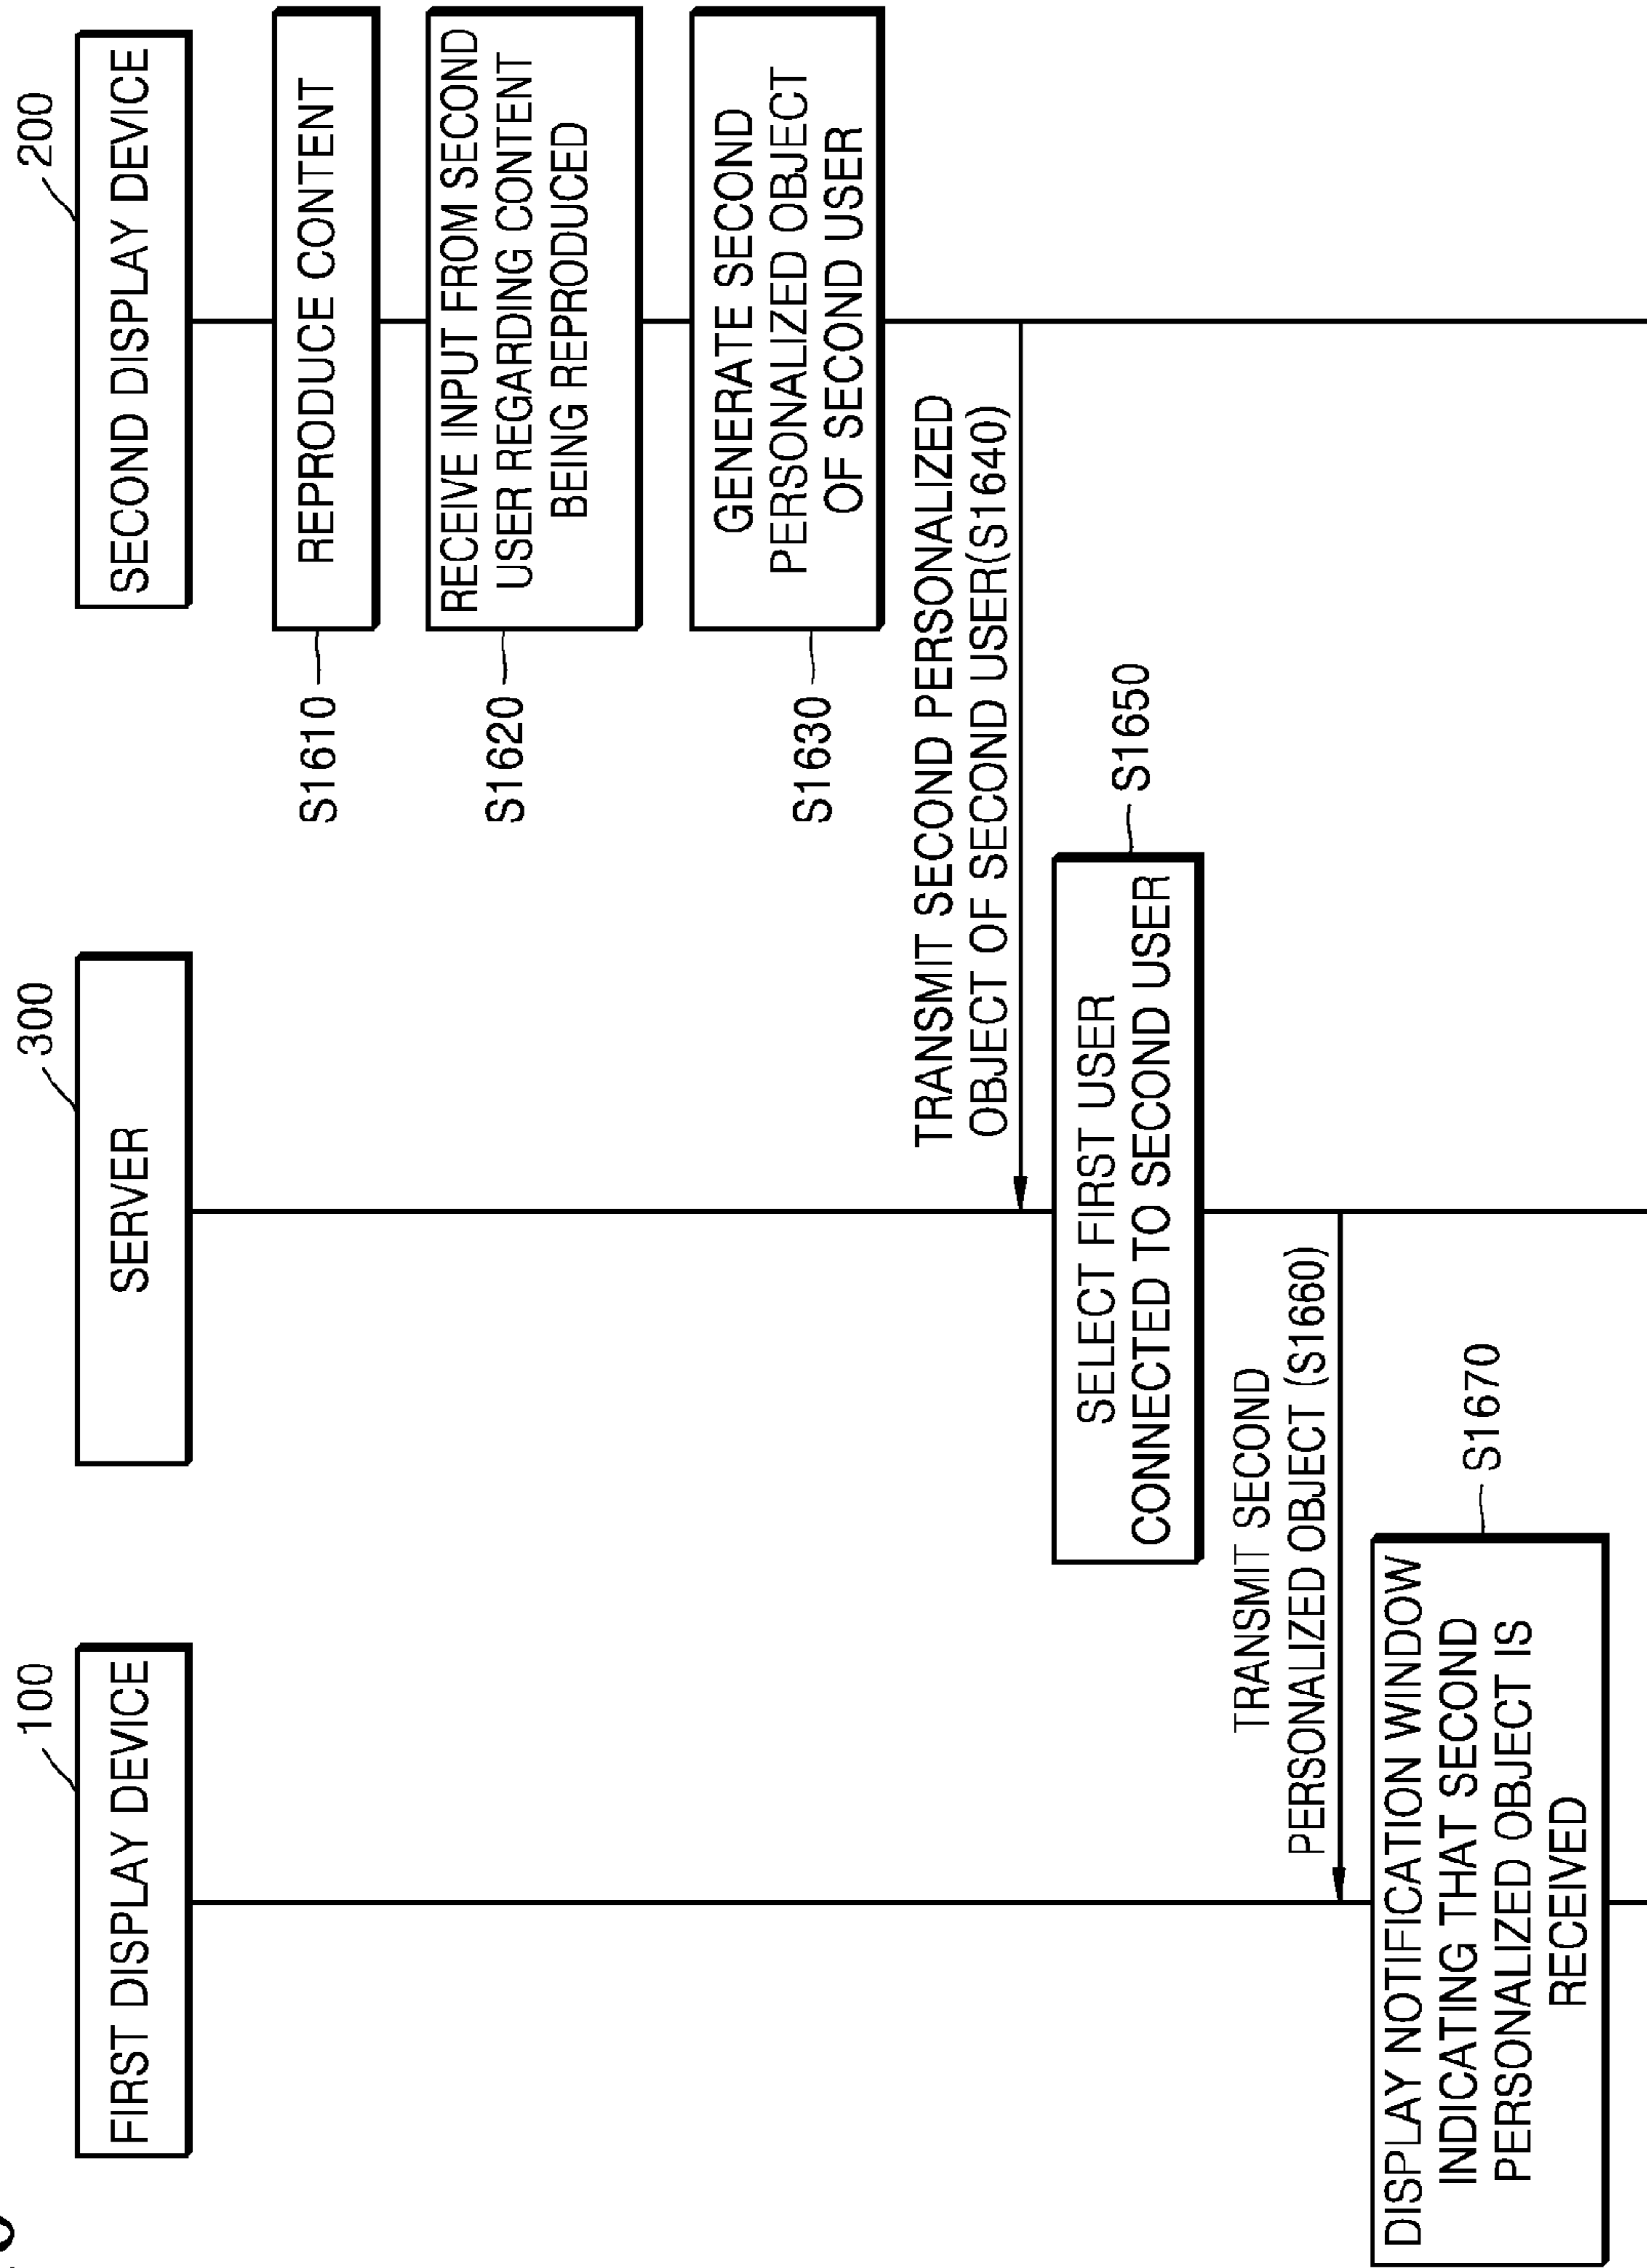 100
300
200
FIRST DISPLAY DEVICE
SERVER
SECOND DISPLAY DEVICE
S1610
REPRODUCE CONTENT
S1620
RECEIVE INPUT FROM SECOND
USER REGARDING CONTENT
BEING REPRODUCED
S1630
GENERATE SECOND
PERSONALIZED OBJECT
OF SECOND USER
TRANSMIT SECOND PERSONALIZED
OBJECT OF SECOND USER(S1640)
SELECT FIRST USER
CONNECTED TO SECOND USER
S1650
TRANSMIT SECOND
PERSONALIZED OBJECT (S1660)
DISPLAY NOTIFICATION WINDOW
INDICATING THAT SECOND
PERSONALIZED OBJECT IS
RECEIVED
S1670